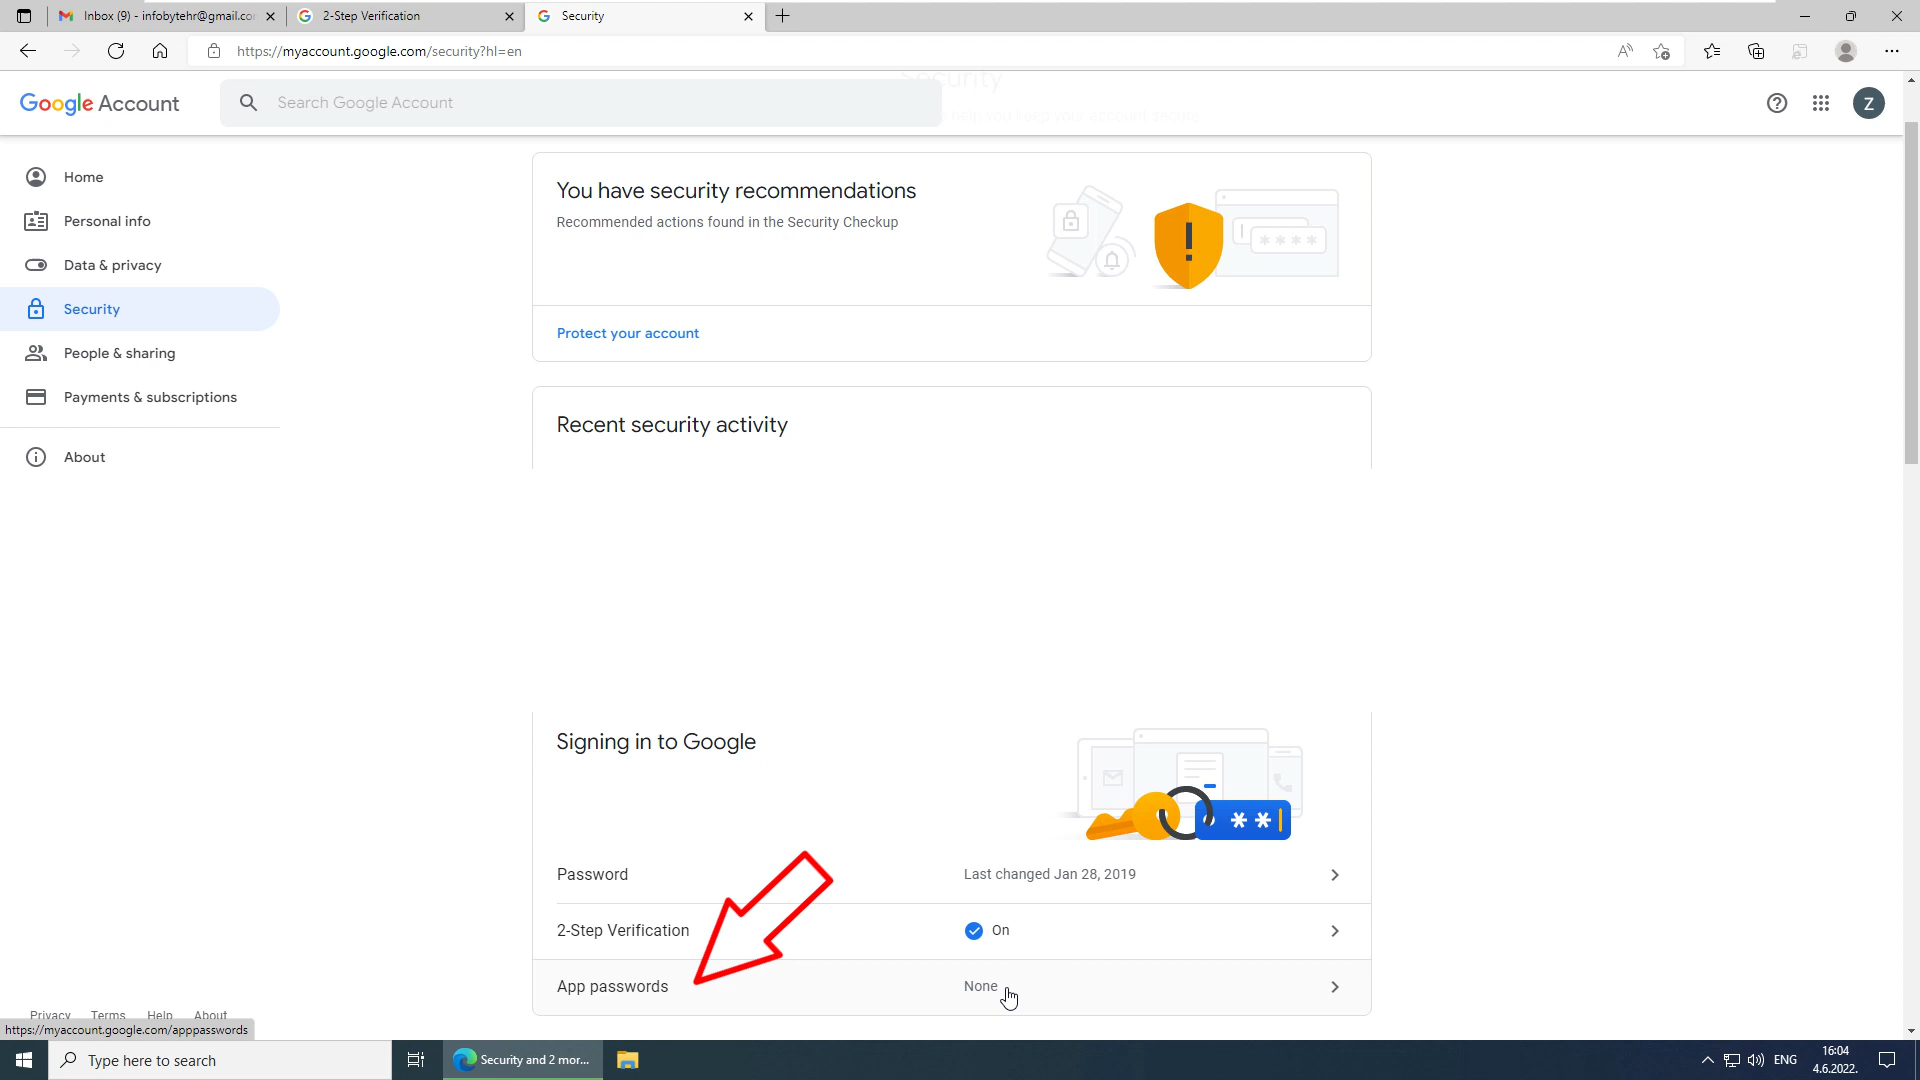 Inbox (9) - infobytehr@gmail.co
2-Step Verification
Security
https://myaccount.google.com/security?hl=en
Google Account
Search Google Account
Z
Home
Personal info
Data & privacy
Security
People & sharing
Payments & subscriptions
About
You have security recommendations
Recommended actions found in the Security Checkup
Protect your account
Recent security activity
Signing in to Google
Password
Last changed Jan 28, 2019
2-Step Verification
On
App passwords
None
Privacy Terms Help About
https://myaccount.google.com/apppasswords
Type here to search
Security and 2 mor...
ENG
16:04
4.6.2022.